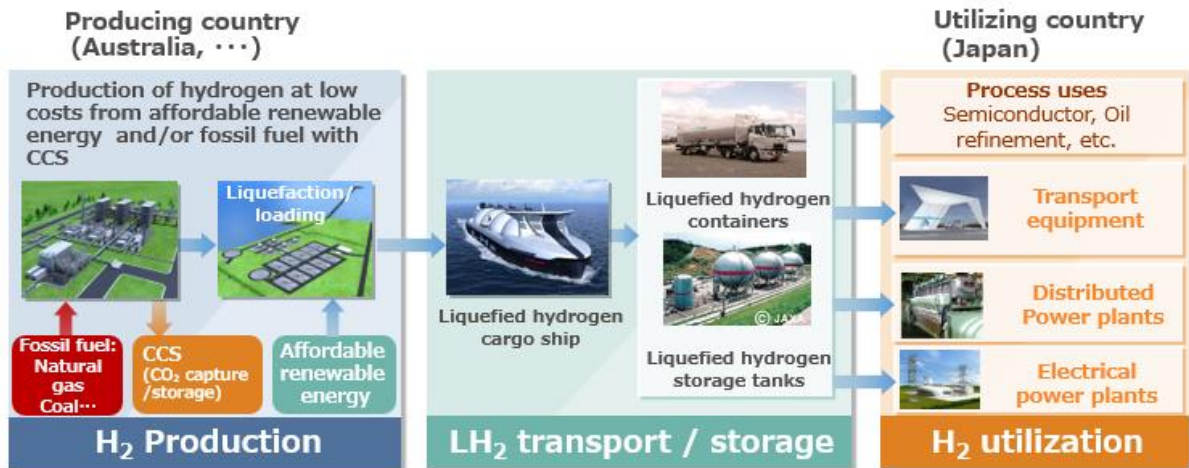 Producing country
(Australia, ･･･)
Utilizing country
(Japan)
Production of hydrogen at low
costs from affordable renewable
energy and/or fossil fuel with
CCS
Liquefaction/
loading
Fossil fuel:
Natural
gas
Coal･･･
CCS
(CO₂ capture
/storage)
Affordable
renewable
energy
H₂ Production
Liquefied hydrogen
cargo ship
Liquefied hydrogen
containers
© JAXA
Liquefied hydrogen
storage tanks
LH₂ transport / storage
Process uses
Semiconductor, Oil
refinement, etc.
Transport
equipment
Distributed
Power plants
Electrical
power plants
H₂ utilization